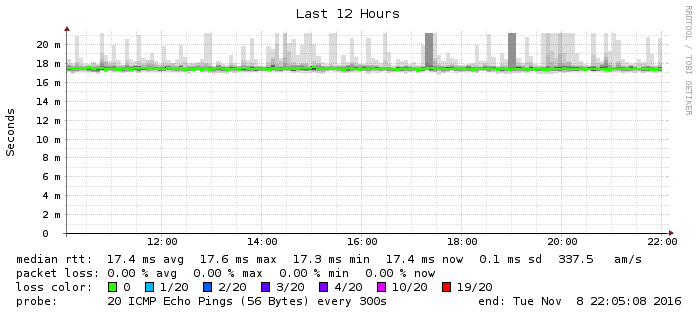 Last 12 Hours
RRDTOOL / TOBI OETIKER
Seconds
20 m
18 m
16 m
14 m
12 m
10 m
8 m
6 m
4 m
2 m
0
12:00 14:00 16:00 18:00 20:00 22:00
median rtt: 17.4 ms avg 17.6 ms max 17.3 ms min 17.4 ms now 0.1 ms sd 337.5 am/s
packet loss: 0.00 % avg 0.00 % max 0.00 % min 0.00 % now
loss color: 0 1/20 2/20 3/20 4/20 10/20 19/20
probe: 20 ICMP Echo Pings (56 Bytes) every 300s end: Tue Nov 8 22:05:08 2016